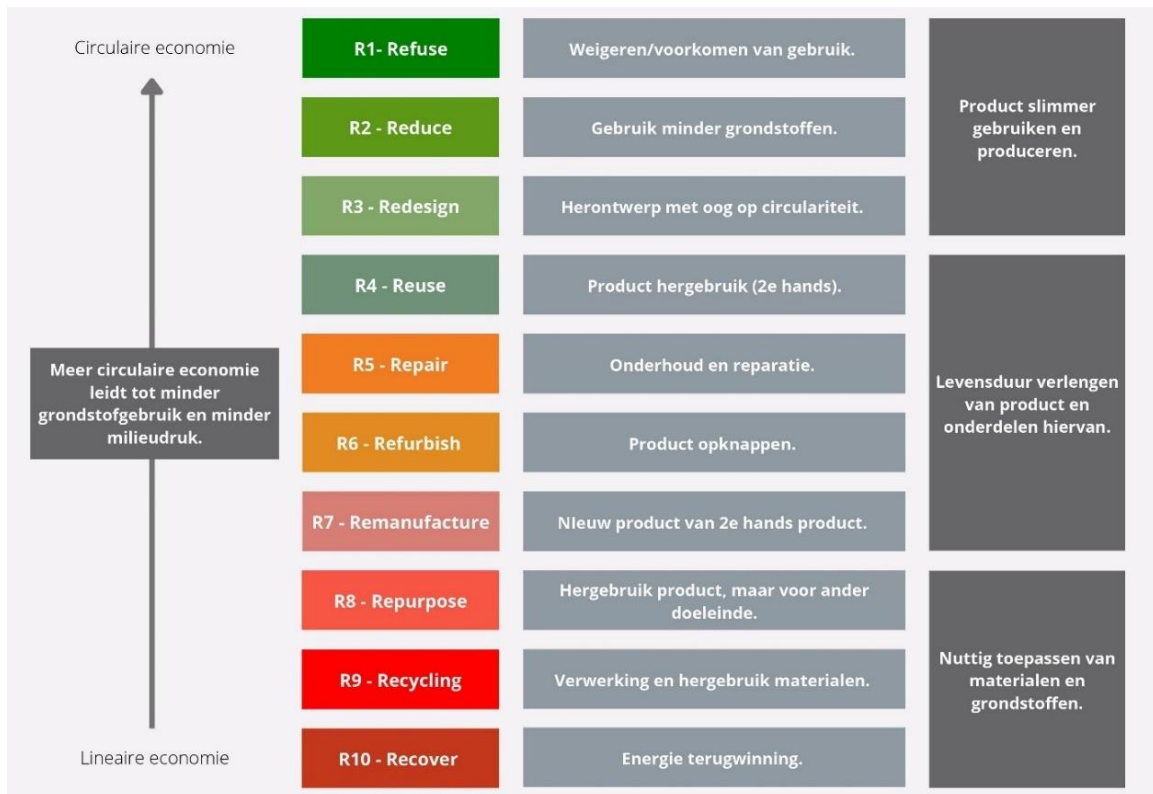 Circulaire economie
R1- Refuse
Weigeren/voorkomen van gebruik.
Product slimmer
gebruiken en
produceren.
R2 - Reduce
Gebruik minder grondstoffen.
R3 - Redesign
Herontwerp met oog op circulariteit.
R4 - Reuse
Product hergebruik (2e hands).
Levensduur verlengen
van product en
onderdelen hiervan.
R5 - Repair
Onderhoud en reparatie.
Meer circulaire economie
leidt tot minder
grondstofgebruik en minder
milieudruk.
R6 - Refurbish
Product opknappen.
R7 - Remanufacture
NIeuw product van 2e hands product.
R8 - Repurpose
Hergebruik product, maar voor ander
doeleinde.
Nuttig toepassen van
materialen en
grondstoffen.
R9 - Recycling
Verwerking en hergebruik materialen.
R10 - Recover
Energie terugwinning.
Lineaire economie